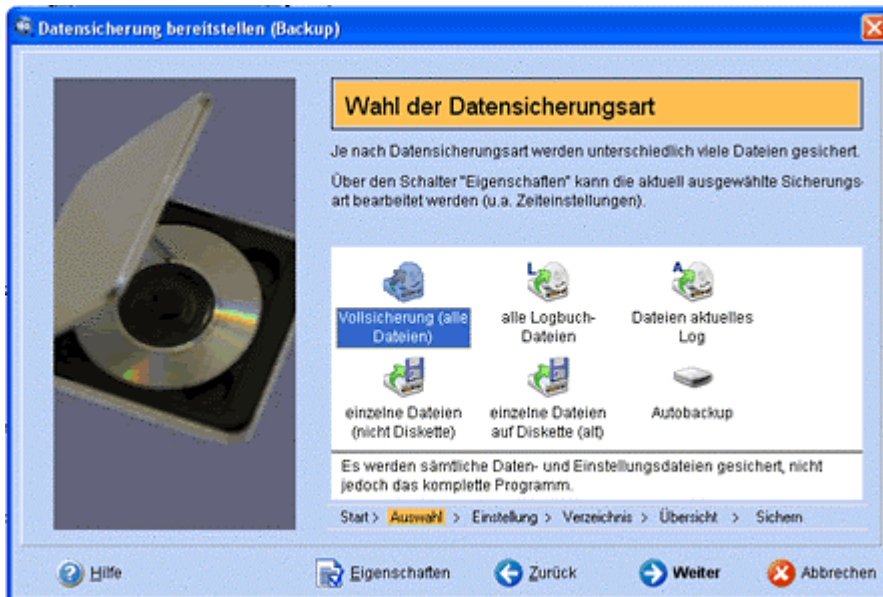 Datensicherung bereitstellen (Backup)
Wahl der Datensicherungsart
Je nach Datensicherungsart werden unterschiedlich viele Dateien gesichert.
Über den Schalter "Eigenschaften" kann die aktuell ausgewählte Sicherungs-
art bearbeitet werden (u.a. Zeiteinstellungen).
Vollsicherung (alle
Dateien)
alle Logbuch-
Dateien
Dateien aktuelles
Log
einzelne Dateien
(nicht Diskette)
einzelne Dateien
auf Diskette (alt)
Autobackup
Es werden sämtliche Daten- und Einstellungsdateien gesichert, nicht
jedoch das komplette Programm.
Start > Auswahl > Einstellung > Verzeichnis > Übersicht > Sichern
Hilfe
Eigenschaften
Zurück
Weiter
Abbrechen